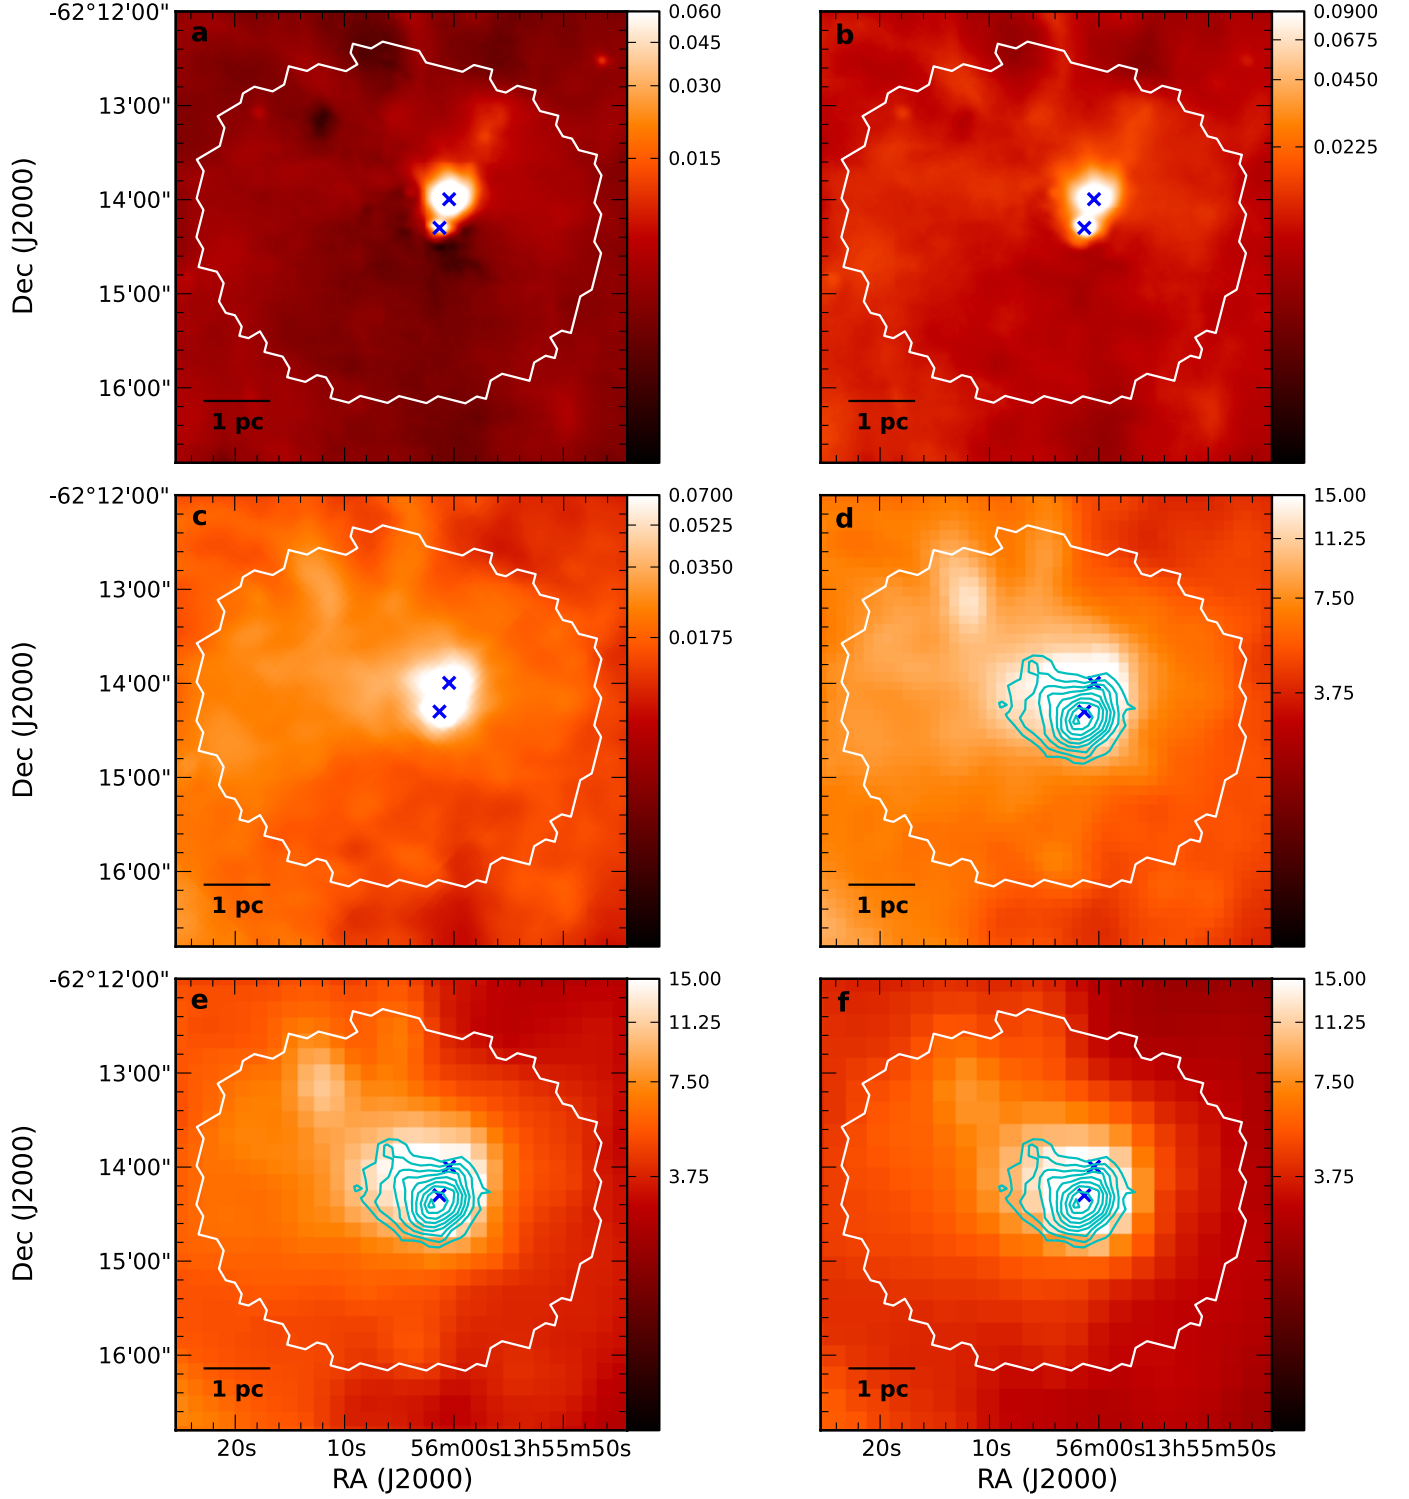 a
0.060
0.045
0.030
0.015
-62°12'00"
13'00"
14'00"
15'00"
16'00"
Dec (J2000)
1 pc
b
0.0900
0.0675
0.0450
0.0225
1 pc
c
0.0700
0.0525
0.0350
0.0175
-62°12'00"
13'00"
14'00"
15'00"
16'00"
Dec (J2000)
1 pc
d
15.00
11.25
7.50
3.75
1 pc
e
15.00
11.25
7.50
3.75
-62°12'00"
13'00"
14'00"
15'00"
16'00"
Dec (J2000)
1 pc
20s 10s 56m00s 13h55m50s
RA (J2000)
f
15.00
11.25
7.50
3.75
1 pc
20s 10s 56m00s 13h55m50s
RA (J2000)